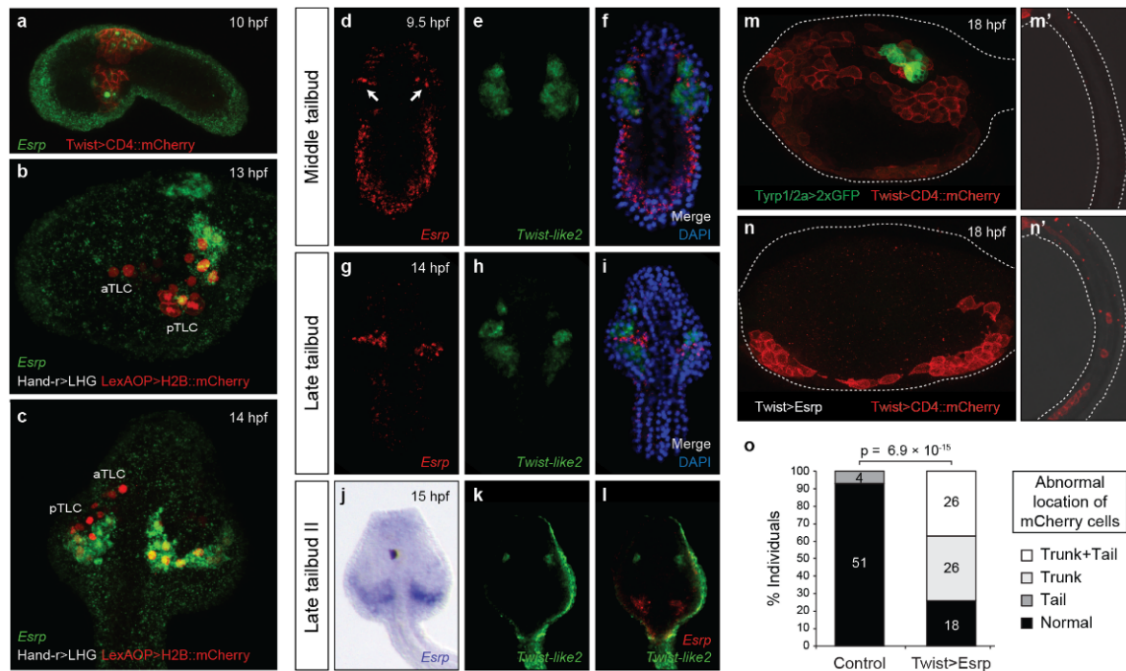 a
10 hpf
Esrp Twist>CD4::mCherry
b
13 hpf
aTLC
pTLC
Esrp
Hand-r>LHG LexAOP>H2B::mCherry
c
14 hpf
aTLC
pTLC
Esrp
Hand-r>LHG LexAOP>H2B::mCherry
Middle tailbud
d
9.5 hpf
Esrp
e
Twist-like2
f
Merge
DAPI
Late tailbud
g
14 hpf
Esrp
h
Twist-like2
i
Merge
DAPI
Late tailbud II
j
15 hpf
Esrp
k
Twist-like2
l
Esrp
Twist-like2
m
18 hpf
Tyrp1/2a>2xGFP Twist>CD4::mCherry
m'
n
18 hpf
Twist>Esrp Twist>CD4::mCherry
n'
o
p = 6.9 × 10-15
% Individuals
100
90
80
70
60
50
40
30
20
10
0
4
51
26
26
18
Control
Twist>Esrp
Abnormal
location of
mCherry cells
Trunk+Tail
Trunk
Tail
Normal